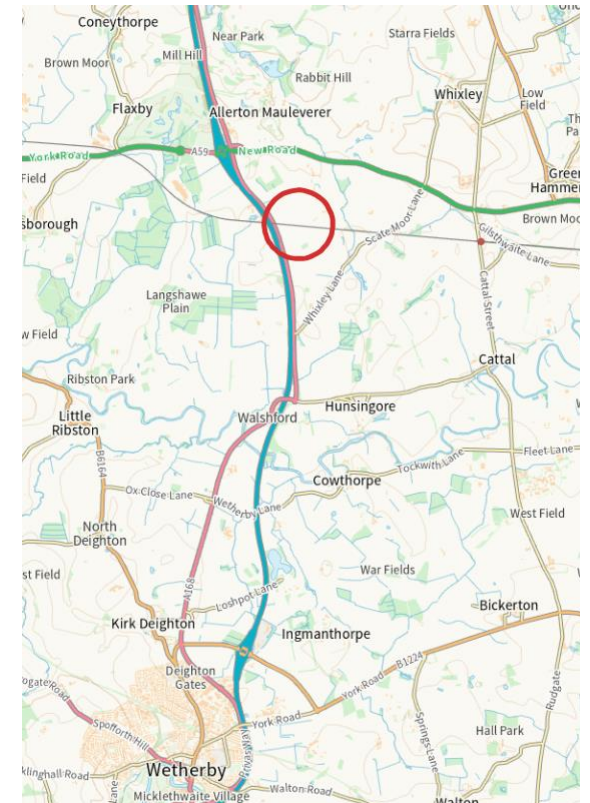 Coneythorpe
Near Park
Starra Fields
Mill Hill
Brown Moor
Rabbit Hill
Whixley
Low
Field
Flaxby
Allerton Mauleverer
York Road
A59
New Road
Field
Hammer
Brown Moo
sborough
Scate Moor Lane
Gilsthwaite Lane
Langshawe
Plain
Whixley Lane
Cattal Street
w Field
Cattal
Ribston Park
Little
Ribston
Walshford
Hunsingore
B6164
Fleet Lane
Tockwith Lane
Cowthorpe
Ox Close Lane
Wetherby Lane
West Field
North
Deighton
War Fields
st Field
A168
Loshpot Lane
Bickerton
Kirk Deighton
Ingmanthorpe
Deighton
Gates
York Road
B1224
Rudgate
Spofforth Hill
York Road
Springs Lane
Hall Park
Wetherby
klinghall Road
Walton Road
Micklethwaite Village
Walton